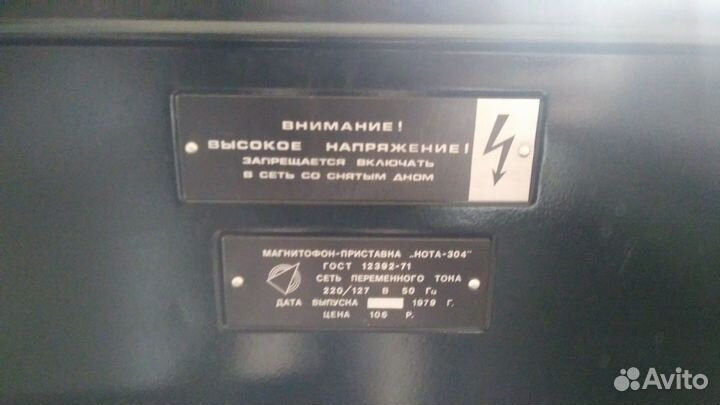 ВНИМАНИЕ!
ВЫСОКОЕ НАПРЯЖЕНИЕ!
ЗАПРЕЩАЕТСЯ ВКЛЮЧАТЬ
В СЕТЬ СО СНЯТЫМ ДНОМ
МАГНИТОФОН-ПРИСТАВКА „НОТА-304"
ГОСТ 12392-71
СЕТЬ ПЕРЕМЕННОГО ТОКА
220/127 В 50 Гц
ДАТА ВЫПУСКА 1979 Г.
ЦЕНА 106 Р.
Avito